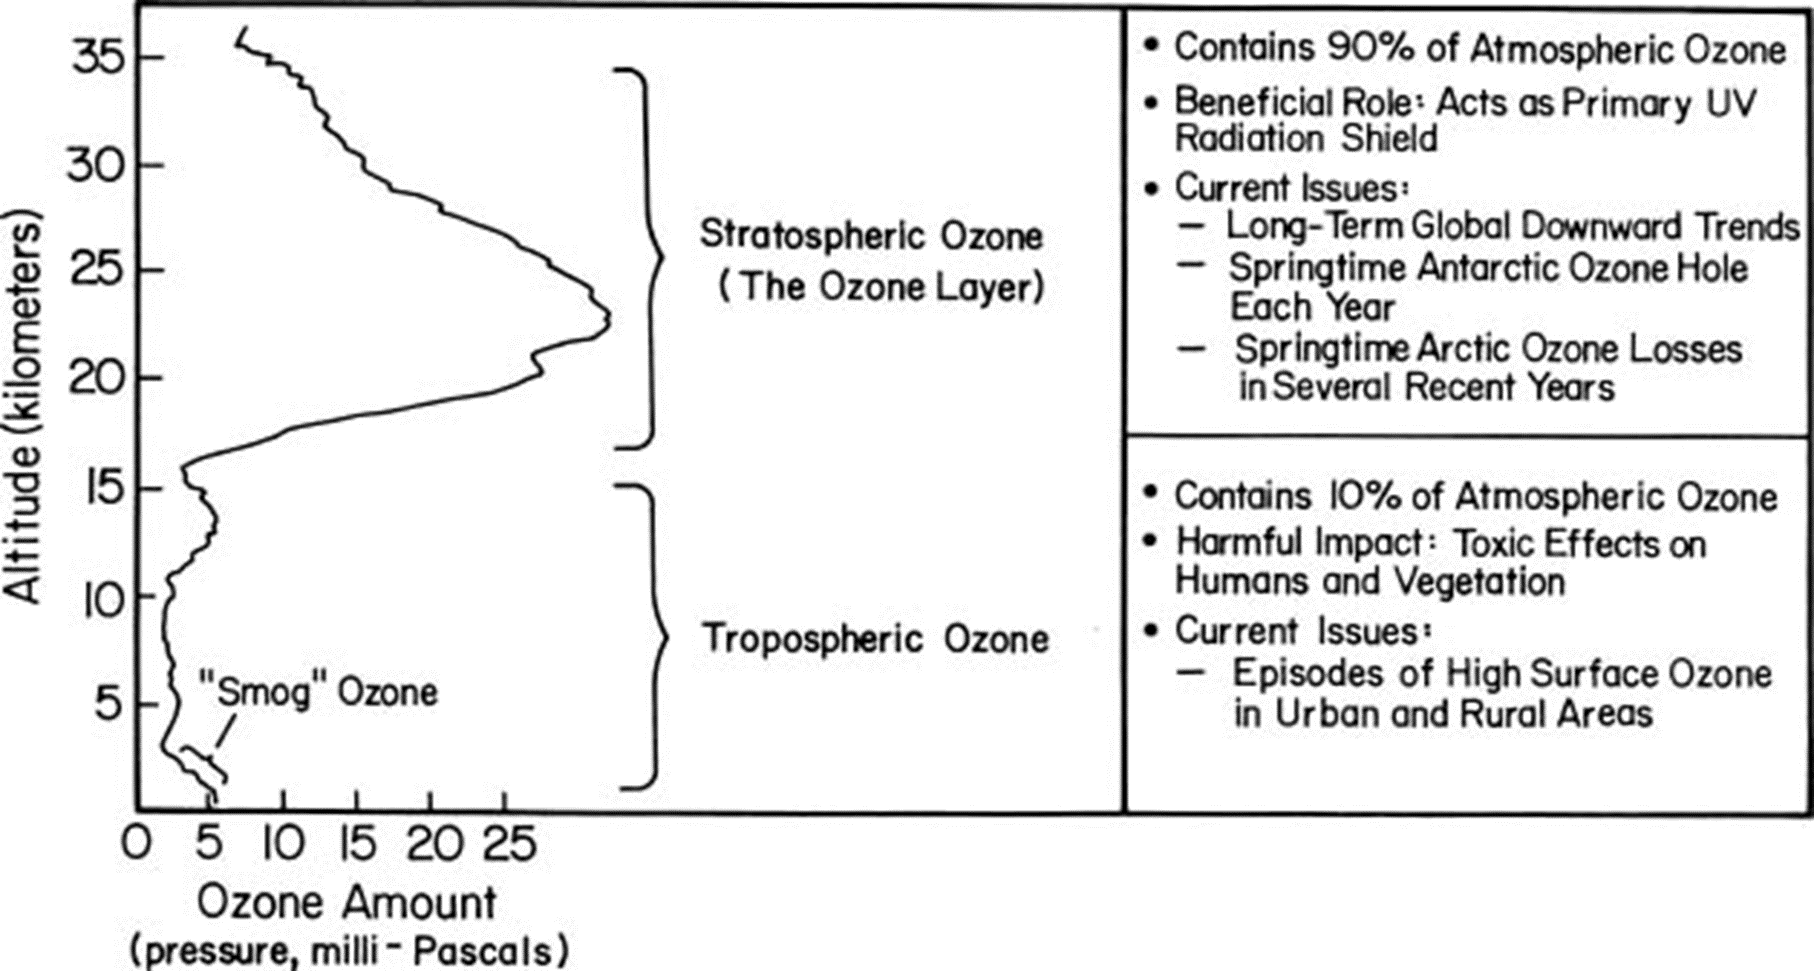 35
30
25
20
15
10
5
Altitude (kilometers)
"Smog" Ozone
0 5 10 15 20 25
Ozone Amount
(pressure, milli-Pascals)
Stratospheric Ozone
(The Ozone Layer)
Tropospheric Ozone
• Contains 90% of Atmospheric Ozone
• Beneficial Role: Acts as Primary UV
Radiation Shield
• Current Issues:
– Long-Term Global Downward Trends
– Springtime Antarctic Ozone Hole
Each Year
– Springtime Arctic Ozone Losses
in Several Recent Years
• Contains 10% of Atmospheric Ozone
• Harmful Impact: Toxic Effects on
Humans and Vegetation
• Current Issues:
– Episodes of High Surface Ozone
in Urban and Rural Areas